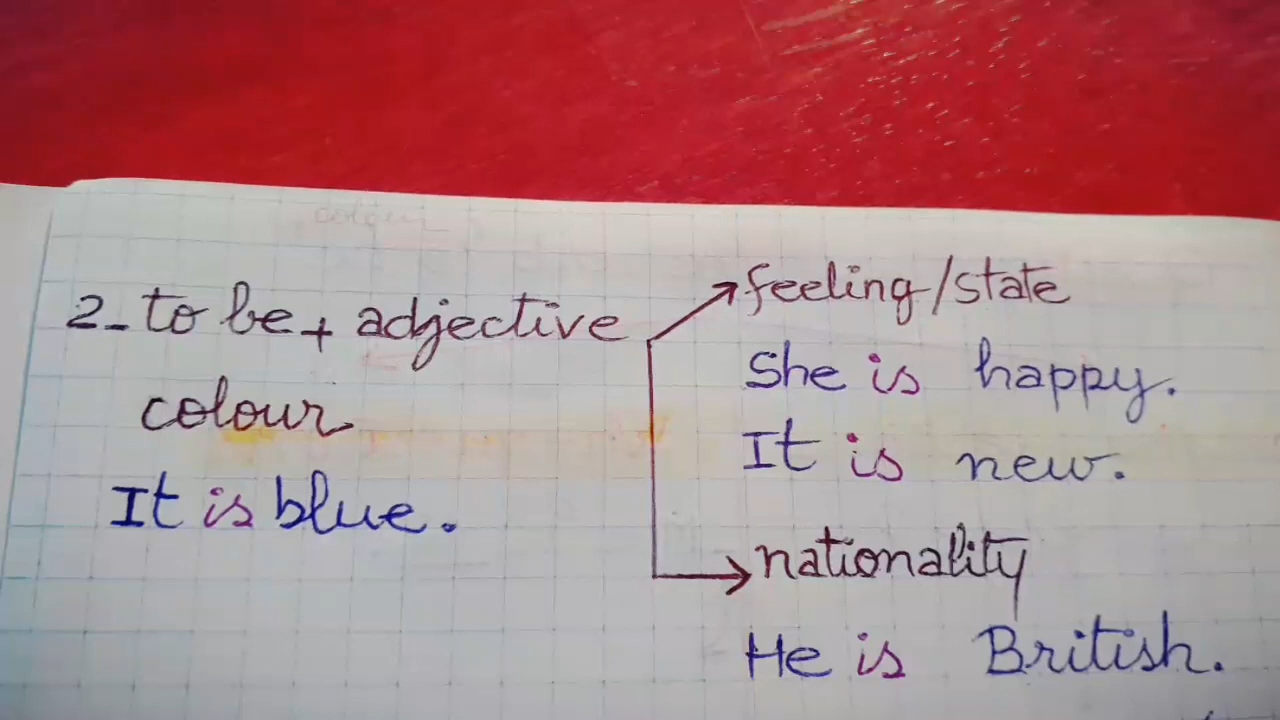 2- to be + adjective
colour
It is blue.
feeling/state
She is happy.
It is new.
nationality
He is British.